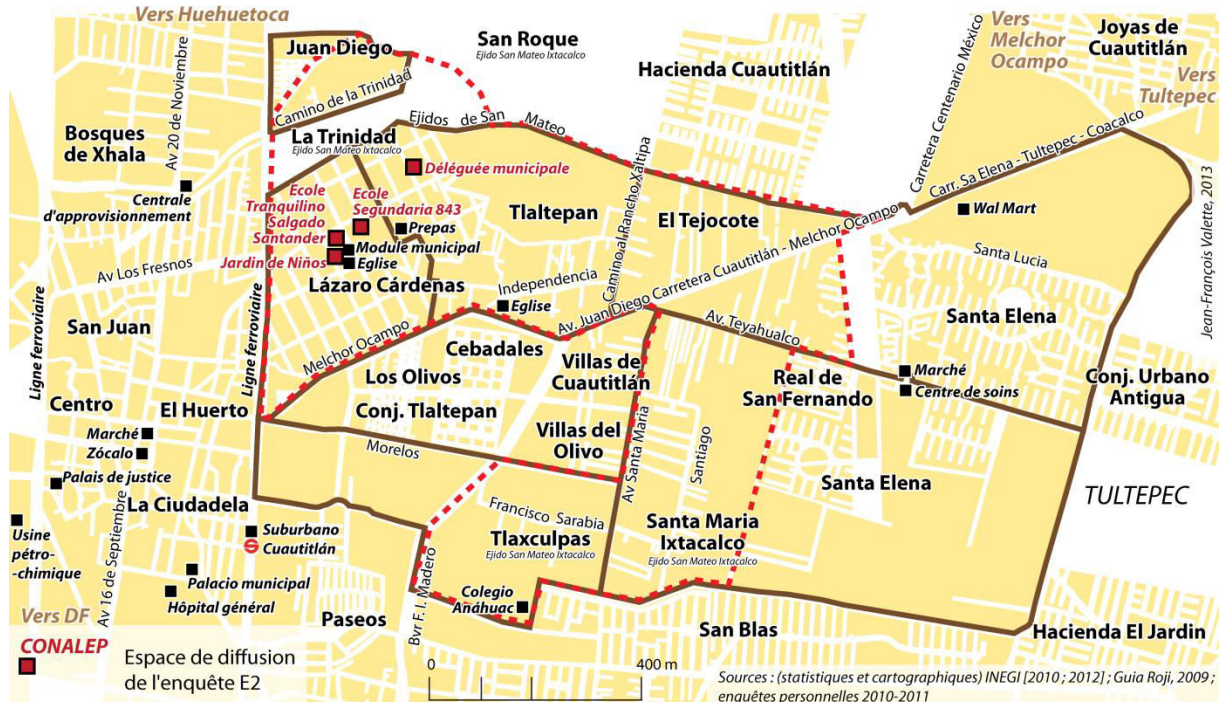 Vers Huehuetoca
Juan Diego
San Roque
Ejido San Mateo Ixtacalco
Hacienda Cuautitlán
Vers
Melchor
Ocampo
Joyas de
Cuautitlán
Vers
Tultepec
Av 20 de Noviembre
Camino de la Trinidad
Carretera Centenario México
Bosques
de Xhala
La Trinidad
Ejido San Mateo Ixtacalco
Ejidos de San Mateo
Déléguée municipale
Camino al Rancho Xaltipa
Carr. Sa Elena - Tultepec - Coacalco
Jean-François Valette, 2013
Centrale
d'approvisionnement
Ecole
Tranquilino
Salgado
Santander
Ecole
Segundaria 843
Prepas
Tlaltepan
El Tejocote
Wal Mart
Module municipal
Jardin de Niños
Eglise
Av Los Fresnos
Lázaro Cárdenas
Independencia
Eglise
Av. Juan Diego Carretera Cuautitlán - Melchor Ocampo
Santa Lucia
San Juan
Ligne ferroviaire
Ligne ferroviaire
Melchor Ocampo
Cebadales
Av. Teyahualco
Santa Elena
Los Olivos
Villas de
Cuautitlán
Real de
San Fernando
Marché
Centre de soins
Conj. Urbano
Antigua
Centro
El Huerto
Conj. Tlaltepan
Marché
Zócalo
Morelos
Villas del
Olivo
Av Santa Maria
Santiago
Palais de justice
La Ciudadela
Santa Elena
TULTEPEC
Av 16 de Septiembre
Usine
pétro-
-chimique
Suburbano
Cuautitlán
Francisco Sarabia
Tlaxculpas
Ejido San Mateo Ixtacalco
Santa Maria
Ixtacalco
Ejido San Mateo Ixtacalco
Palacio municipal
Hôpital général
Bvr F. I. Madero
Colegio
Anáhuac
Vers DF
Paseos
San Blas
Hacienda El Jardin
CONALEP
Espace de diffusion
de l'enquête E2
0 400 m
Sources : (statistiques et cartographiques) INEGI [2010 ; 2012] ; Guia Roji, 2009 ;
enquêtes personnelles 2010-2011